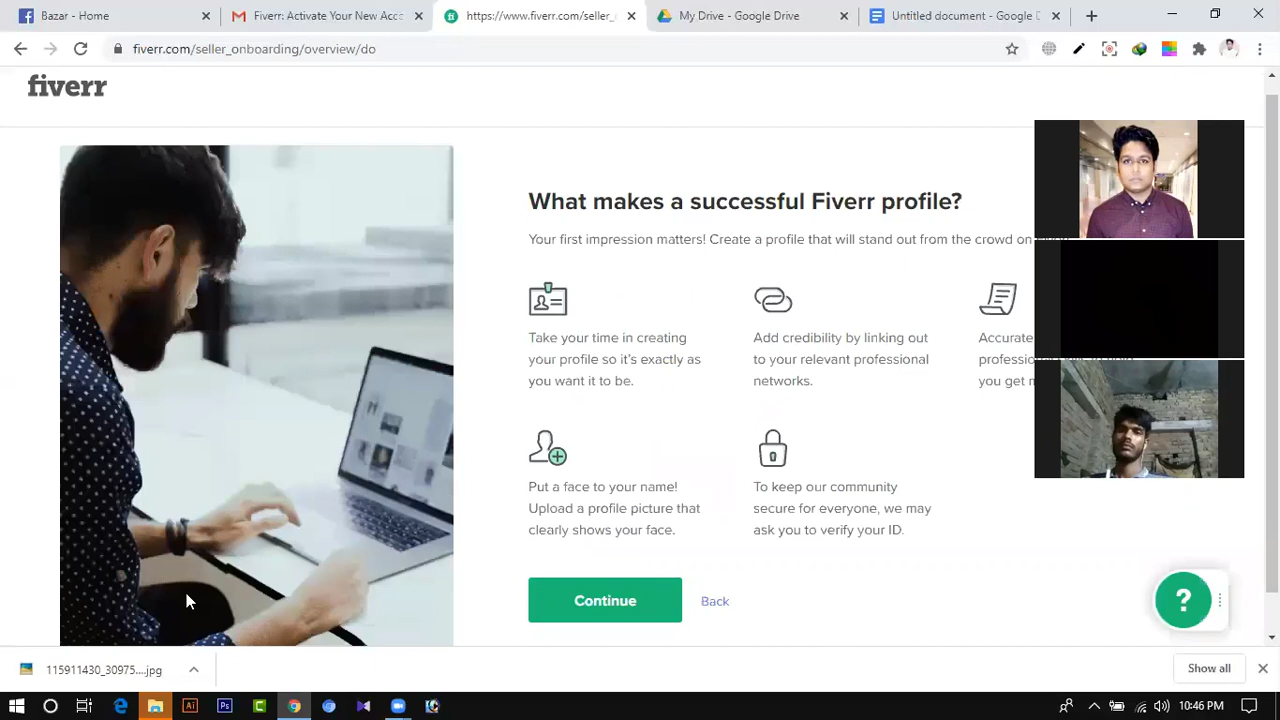 Bazar - Home
Fiverr: Activate Your New Acco
https://www.fiverr.com/seller_
My Drive - Google Drive
Untitled document - Google D
fiverr.com/seller_onboarding/overview/do
fiverr
What makes a successful Fiverr profile?
Your first impression matters! Create a profile that will stand out from the crowd on
Take your time in creating
your profile so it's exactly as
you want it to be.
Add credibility by linking out
to your relevant professional
networks.
Accurate
professional
you get
Put a face to your name!
Upload a profile picture that
clearly shows your face.
To keep our community
secure for everyone, we may
ask you to verify your ID.
Continue
Back
?
115911430_30975....jpg
Show all
10:46 PM